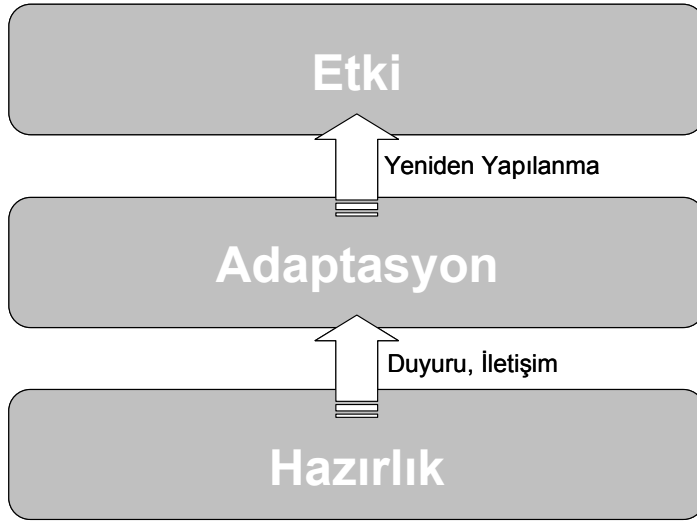 Etki
Yeniden Yapılanma
Adaptasyon
Duyuru, İletişim
Hazırlık